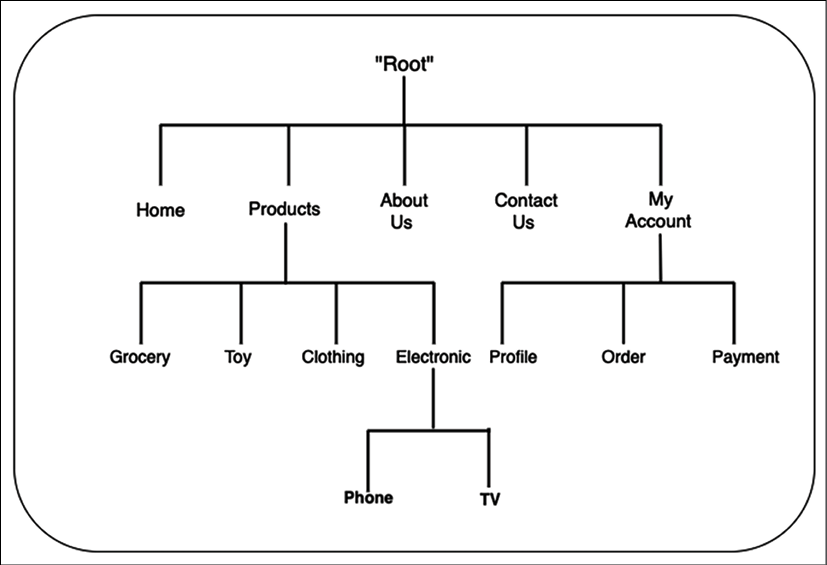 "Root"
Home
Products
About
Us
Contact
Us
My
Account
Grocery
Toy
Clothing
Electronic
Profile
Order
Payment
Phone
TV